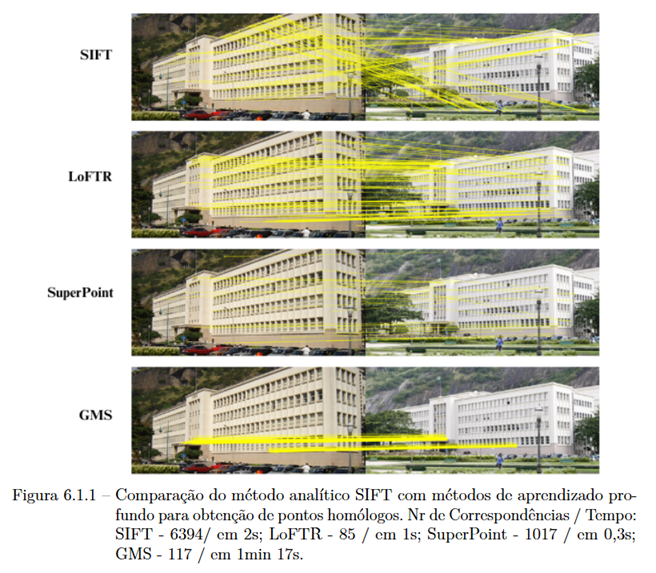 SIFT
LoFTR
SuperPoint
GMS
Figura 6.1.1 – Comparação do método analítico SIFT com métodos de aprendizado pro-
fundo para obtenção de pontos homólogos. Nr de Correspondências / Tempo:
SIFT - 6394/ em 2s; LoFTR - 85 / em 1s; SuperPoint - 1017 / em 0,3s;
GMS - 117 / em 1min 17s.